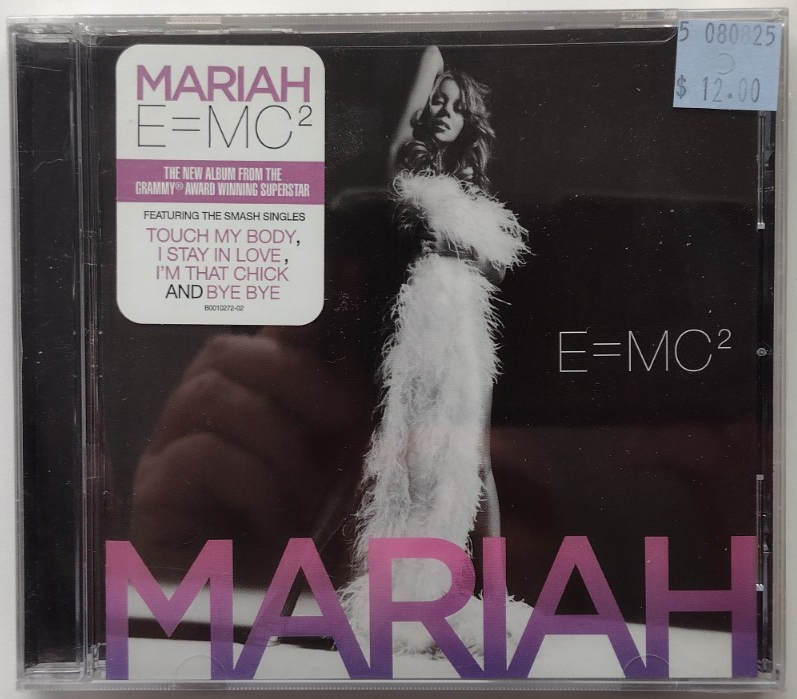 MARIAH
E=MC²
THE NEW ALBUM FROM THE
GRAMMY® AWARD WINNING SUPERSTAR
FEATURING THE SMASH SINGLES
TOUCH MY BODY,
I STAY IN LOVE,
I'M THAT CHICK
AND BYE BYE
B0010272-02
5 080825
$ 12.00
E=MC²
MARIAH